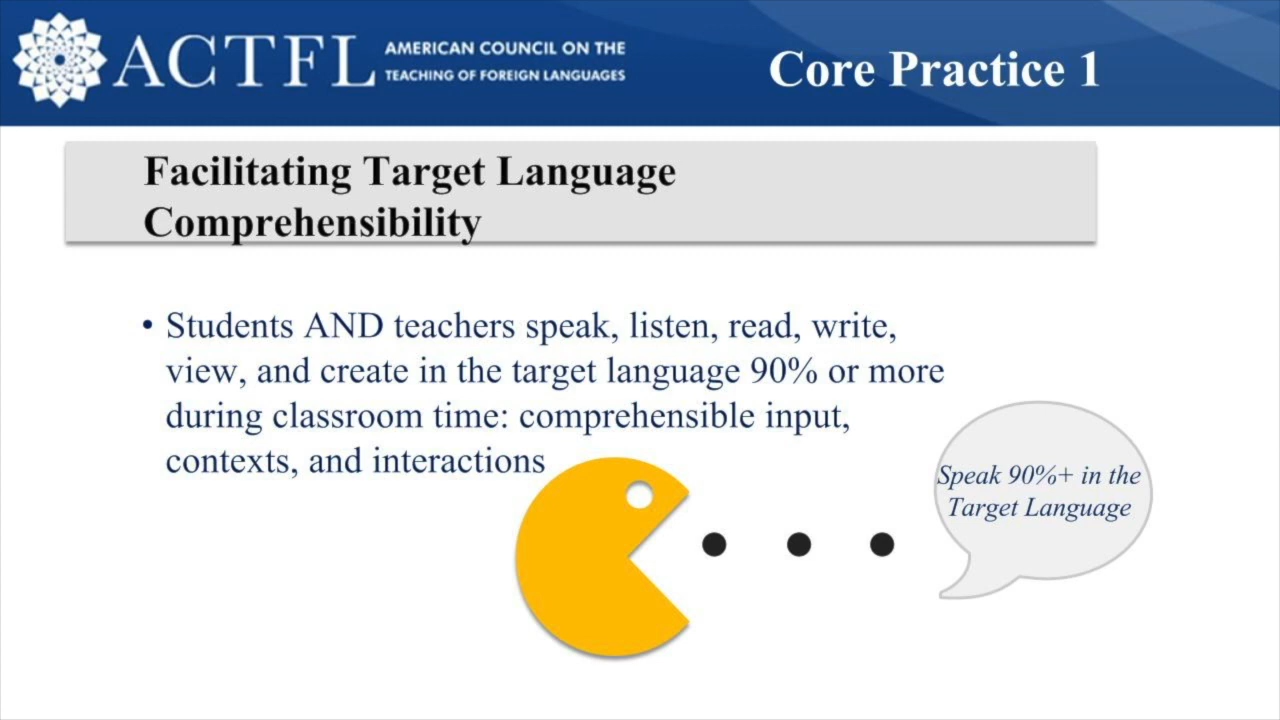 ACTFL
AMERICAN COUNCIL ON THE
TEACHING OF FOREIGN LANGUAGES
Core Practice 1
Facilitating Target Language
Comprehensibility
• Students AND teachers speak, listen, read, write,
view, and create in the target language 90% or more
during classroom time: comprehensible input,
contexts, and interactions
Speak 90%+ in the
Target Language